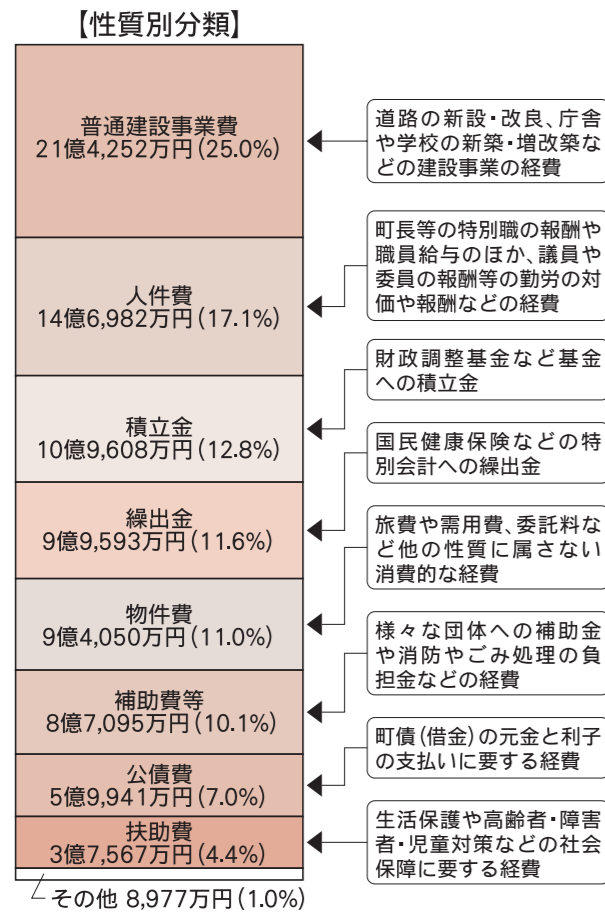 【性質別分類】
普通建設事業費
21億4,252万円(25.0%)
道路の新設・改良、庁舎
や学校の新築・増改築な
どの建設事業の経費
人件費
14億6,982万円(17.1%)
町長等の特別職の報酬や
職員給与のほか、議員や
委員の報酬等の勤労の対
価や報酬などの経費
積立金
10億9,608万円(12.8%)
財政調整基金など基金
への積立金
繰出金
9億9,593万円(11.6%)
国民健康保険などの特
別会計への繰出金
物件費
9億4,050万円(11.0%)
旅費や需用費、委託料な
ど他の性質に属さない
消費的な経費
補助費等
8億7,095万円(10.1%)
様々な団体への補助金
や消防やごみ処理の負
担金などの経費
公債費
5億9,941万円(7.0%)
町債(借金)の元金と利子
の支払いに要する経費
扶助費
3億7,567万円(4.4%)
生活保護や高齢者・障害
者・児童対策などの社会
保障に要する経費
その他 8,977万円(1.0%)